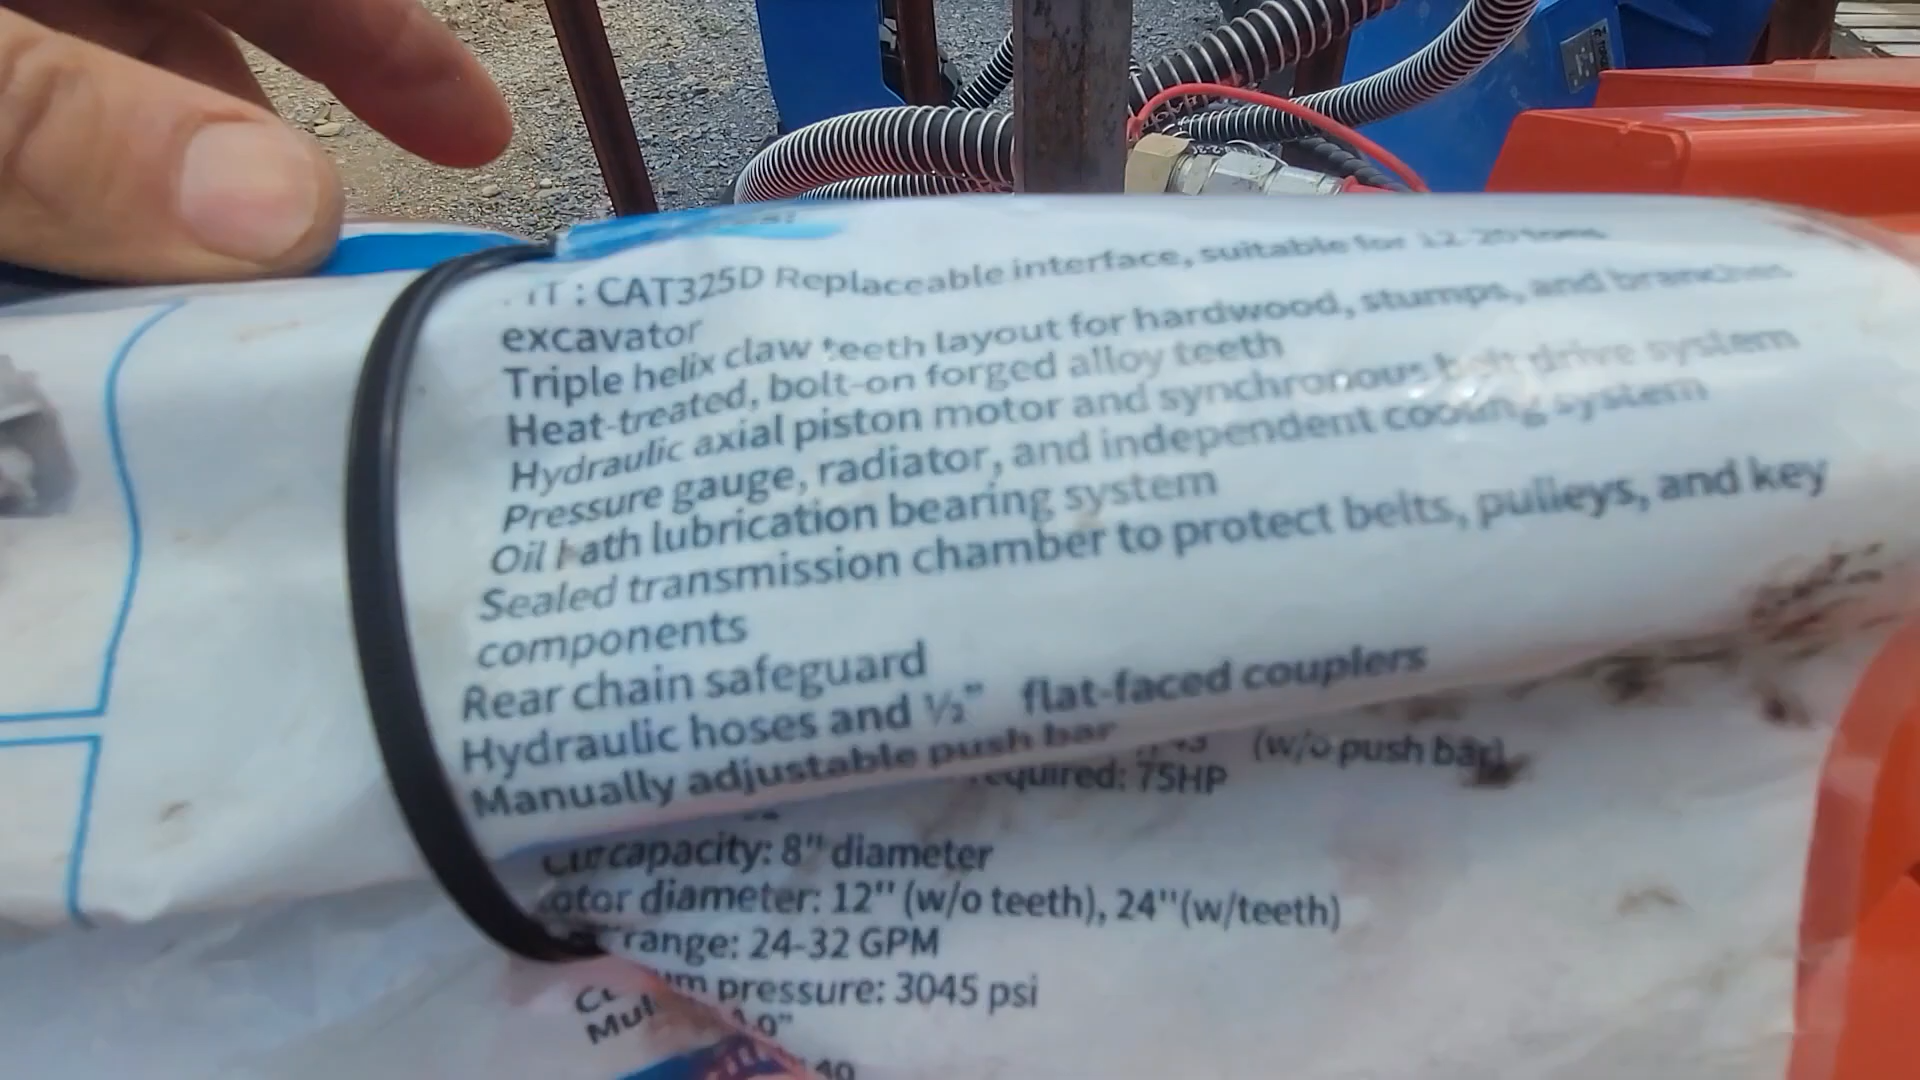 : CAT325D Replaceable interface, suitable for 12-20 tons
excavator
Triple helix claw teeth layout for hardwood, stumps, and branches
Heat-treated, bolt-on forged alloy teeth
Hydraulic axial piston motor and synchronous belt drive system
Pressure gauge, radiator, and independent cooling system
Oil bath lubrication bearing system
Sealed transmission chamber to protect belts, pulleys, and key
components
Rear chain safeguard
Hydraulic hoses and ½" flat-faced couplers
Manually adjustable push bar
(w/o push bar)
required: 75HP
capacity: 8" diameter
diameter: 12" (w/o teeth), 24"(w/teeth)
range: 24-32 GPM
pressure: 3045 psi